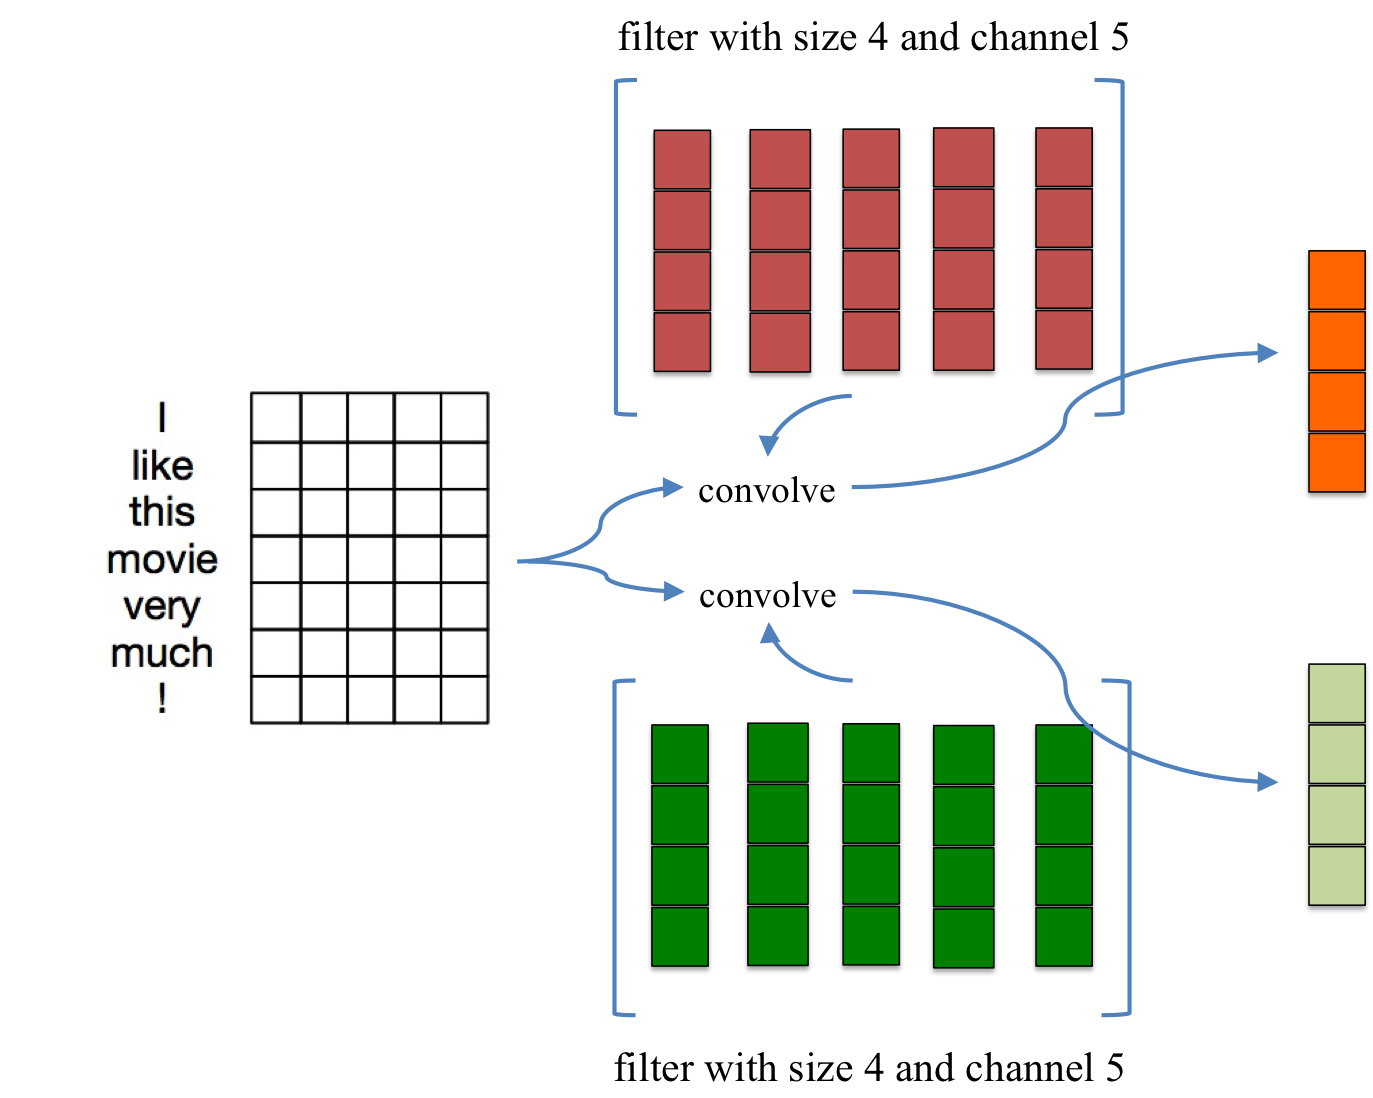 filter with size 4 and channel 5
I
like
this
movie
very
much
!
convolve
convolve
filter with size 4 and channel 5